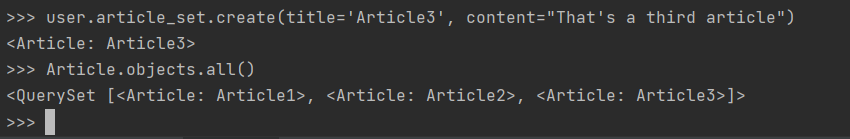 >>> user.article_set.create(title='Article3', content="That's a third article")
<Article: Article3>
>>> Article.objects.all()
<QuerySet [<Article: Article1>, <Article: Article2>, <Article: Article3>]>
>>>